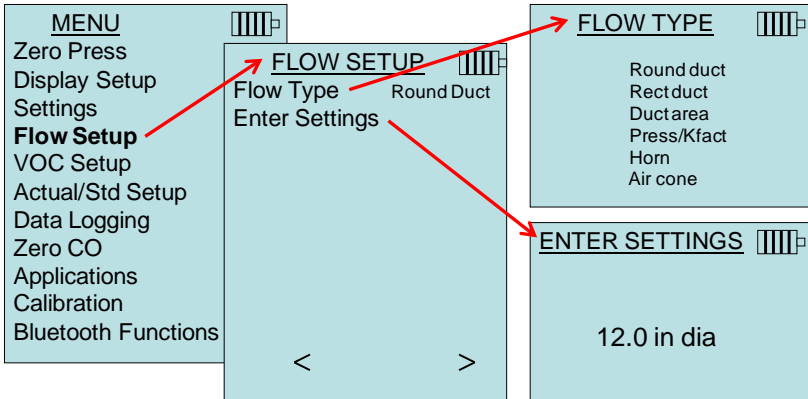 MENU
Zero Press
Display Setup
Settings
Flow Setup
VOC Setup
Actual/Std Setup
Data Logging
Zero CO
Applications
Calibration
Bluetooth Functions
FLOW SETUP
Flow Type Round Duct
Enter Settings
< >
FLOW TYPE
Round duct
Rect duct
Duct area
Press/Kfact
Horn
Air cone
ENTER SETTINGS
12.0 in dia